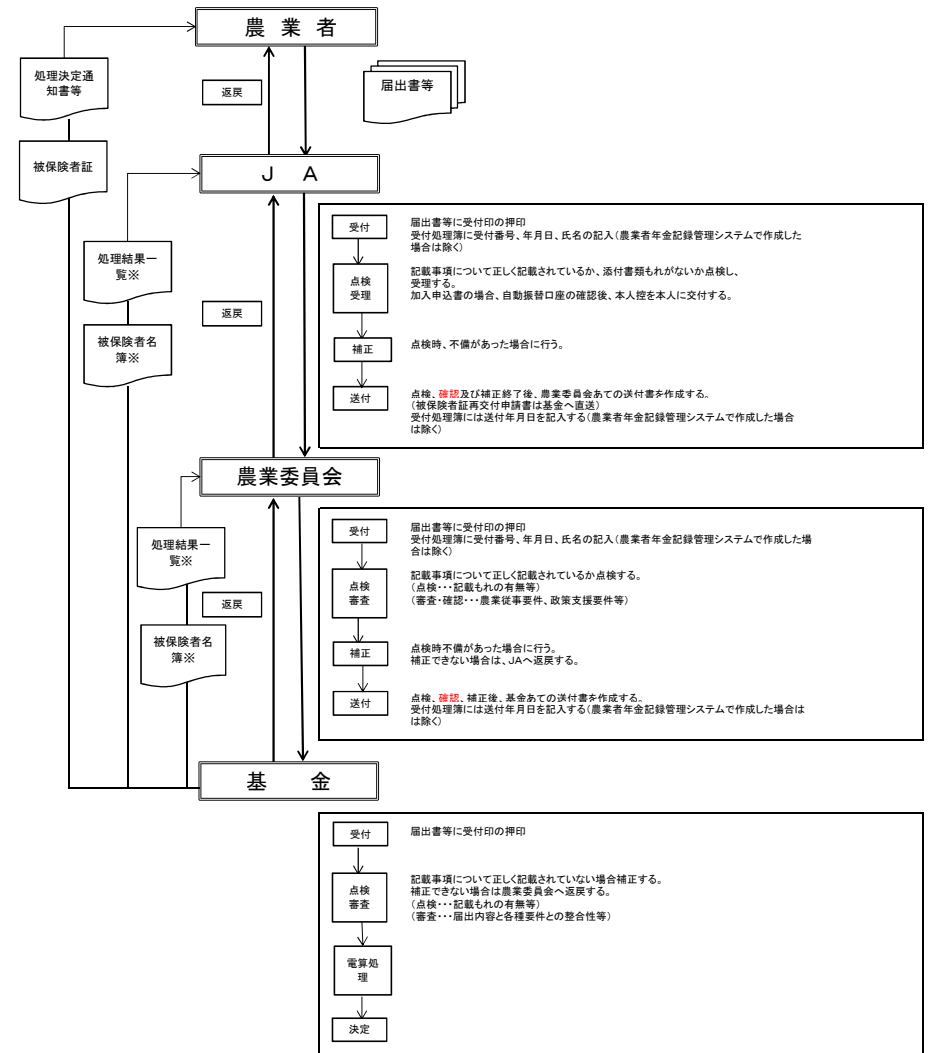 農 業 者
処理決定通
知書等
返戻
届出書等
被保険者証
J A
受付
届出書等に受付印の押印
受付処理簿に受付番号、年月日、氏名の記入(農業者年金記録管理システムで作成した
場合は除く)
処理結果一
覧※
点検
受理
記載事項について正しく記載されているか、添付書類もれがないか点検し、
受理する。
加入申込書の場合、自動振替口座の確認後、本人控を本人に交付する。
返戻
被保険者名
簿※
補正
点検時、不備があった場合に行う。
送付
点検、確認及び補正終了後、農業委員会あての送付書を作成する。
(被保険者証再交付申請書は基金へ直送)
受付処理簿には送付年月日を記入する(農業者年金記録管理システムで作成した場合
は除く)
農業委員会
受付
届出書等に受付印の押印
受付処理簿に受付番号、年月日、氏名の記入(農業者年金記録管理システムで作成した場
合は除く)
処理結果一
覧※
点検
審査
記載事項について正しく記載されているか点検する。
(点検・・・記載もれの有無等)
(審査・確認・・・農業従事要件、政策支援要件等)
返戻
被保険者名
簿※
補正
点検時不備があった場合に行う。
補正できない場合は、JAへ返戻する。
送付
点検、確認、補正後、基金あての送付書を作成する。
受付処理簿には送付年月日を記入する(農業者年金記録管理システムで作成した場合は
は除く)
基 金
受付
届出書等に受付印の押印
点検
審査
記載事項について正しく記載されていない場合補正する。
補正できない場合は農業委員会へ返戻する。
(点検・・・記載もれの有無等)
(審査・・・届出内容と各種要件との整合性等)
電算処
理
決定